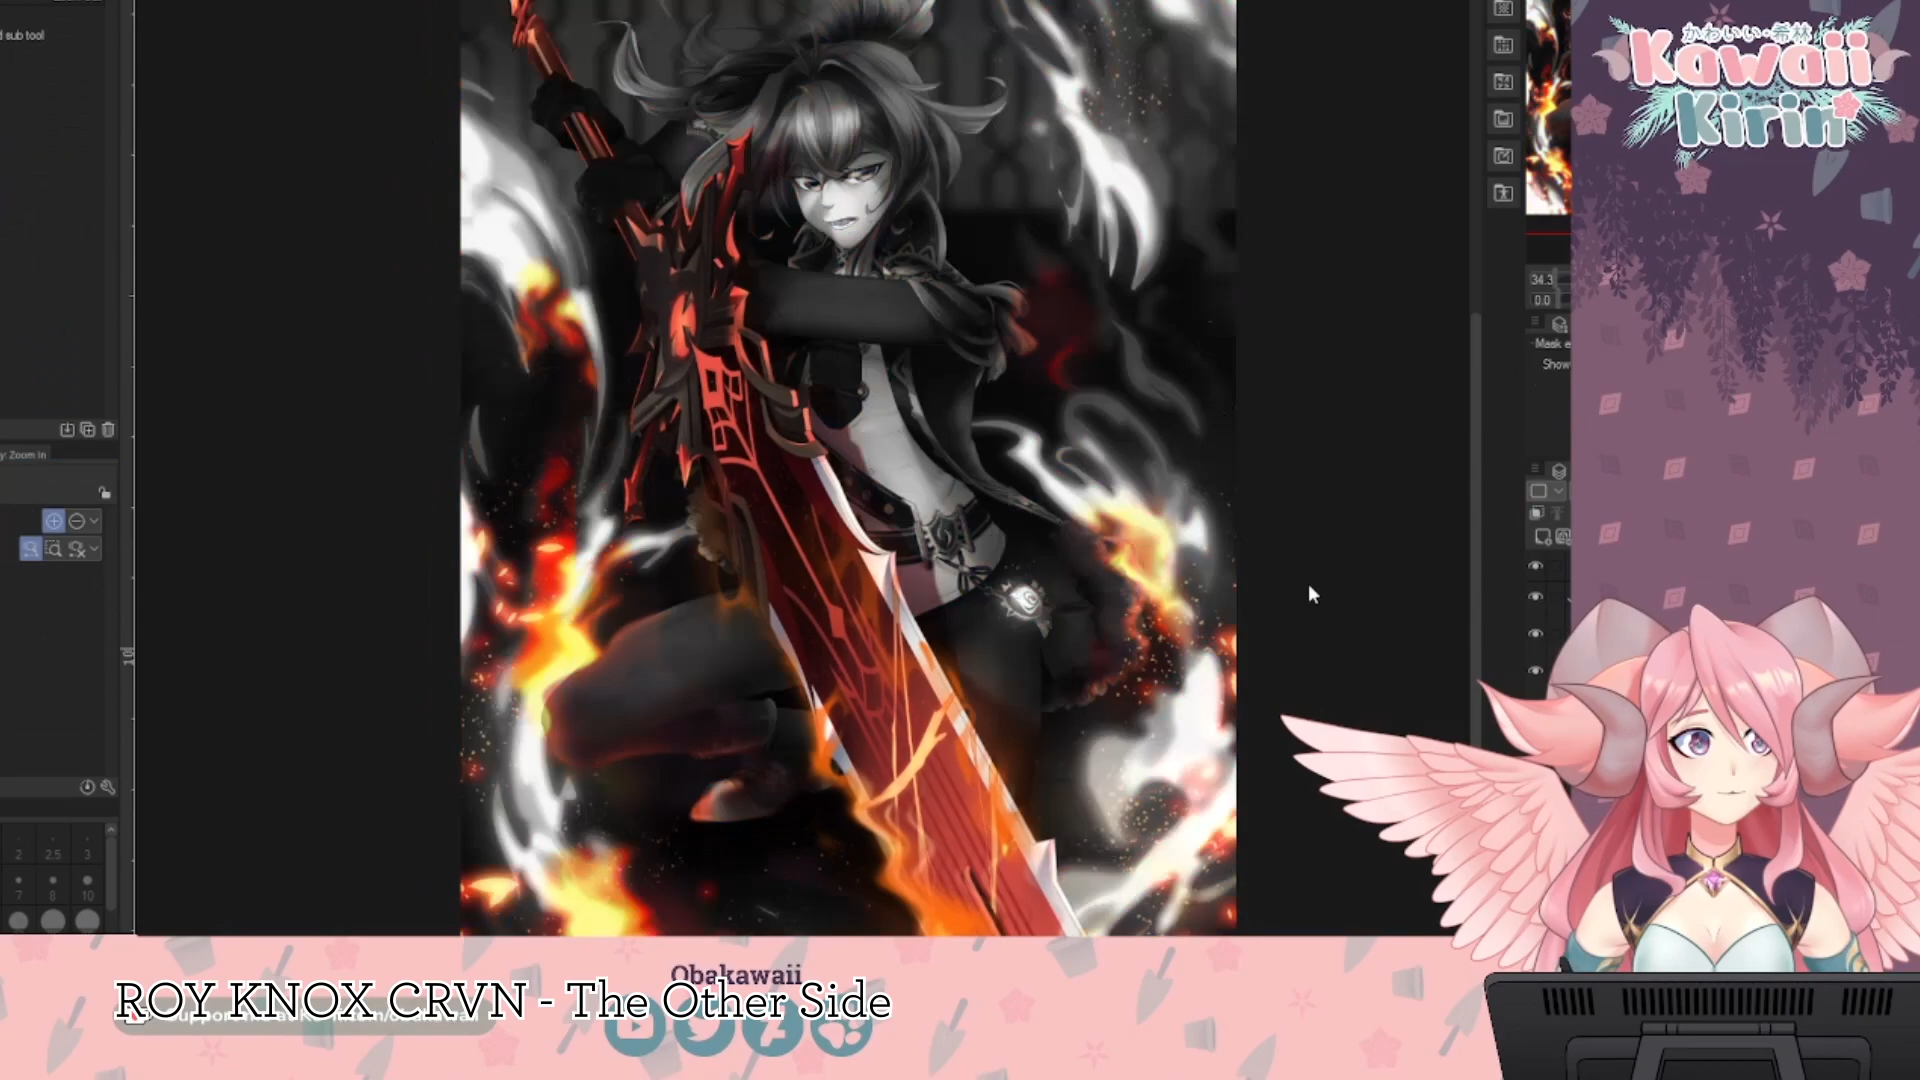 d sub tool
y: Zoom In
2 2.5 3
7 8 10
34.3
0.0
Mask e
Show
かわいい・希林
Kawaii
Kirin
Obakawaii
ROY KNOX CRVN - The Other Side